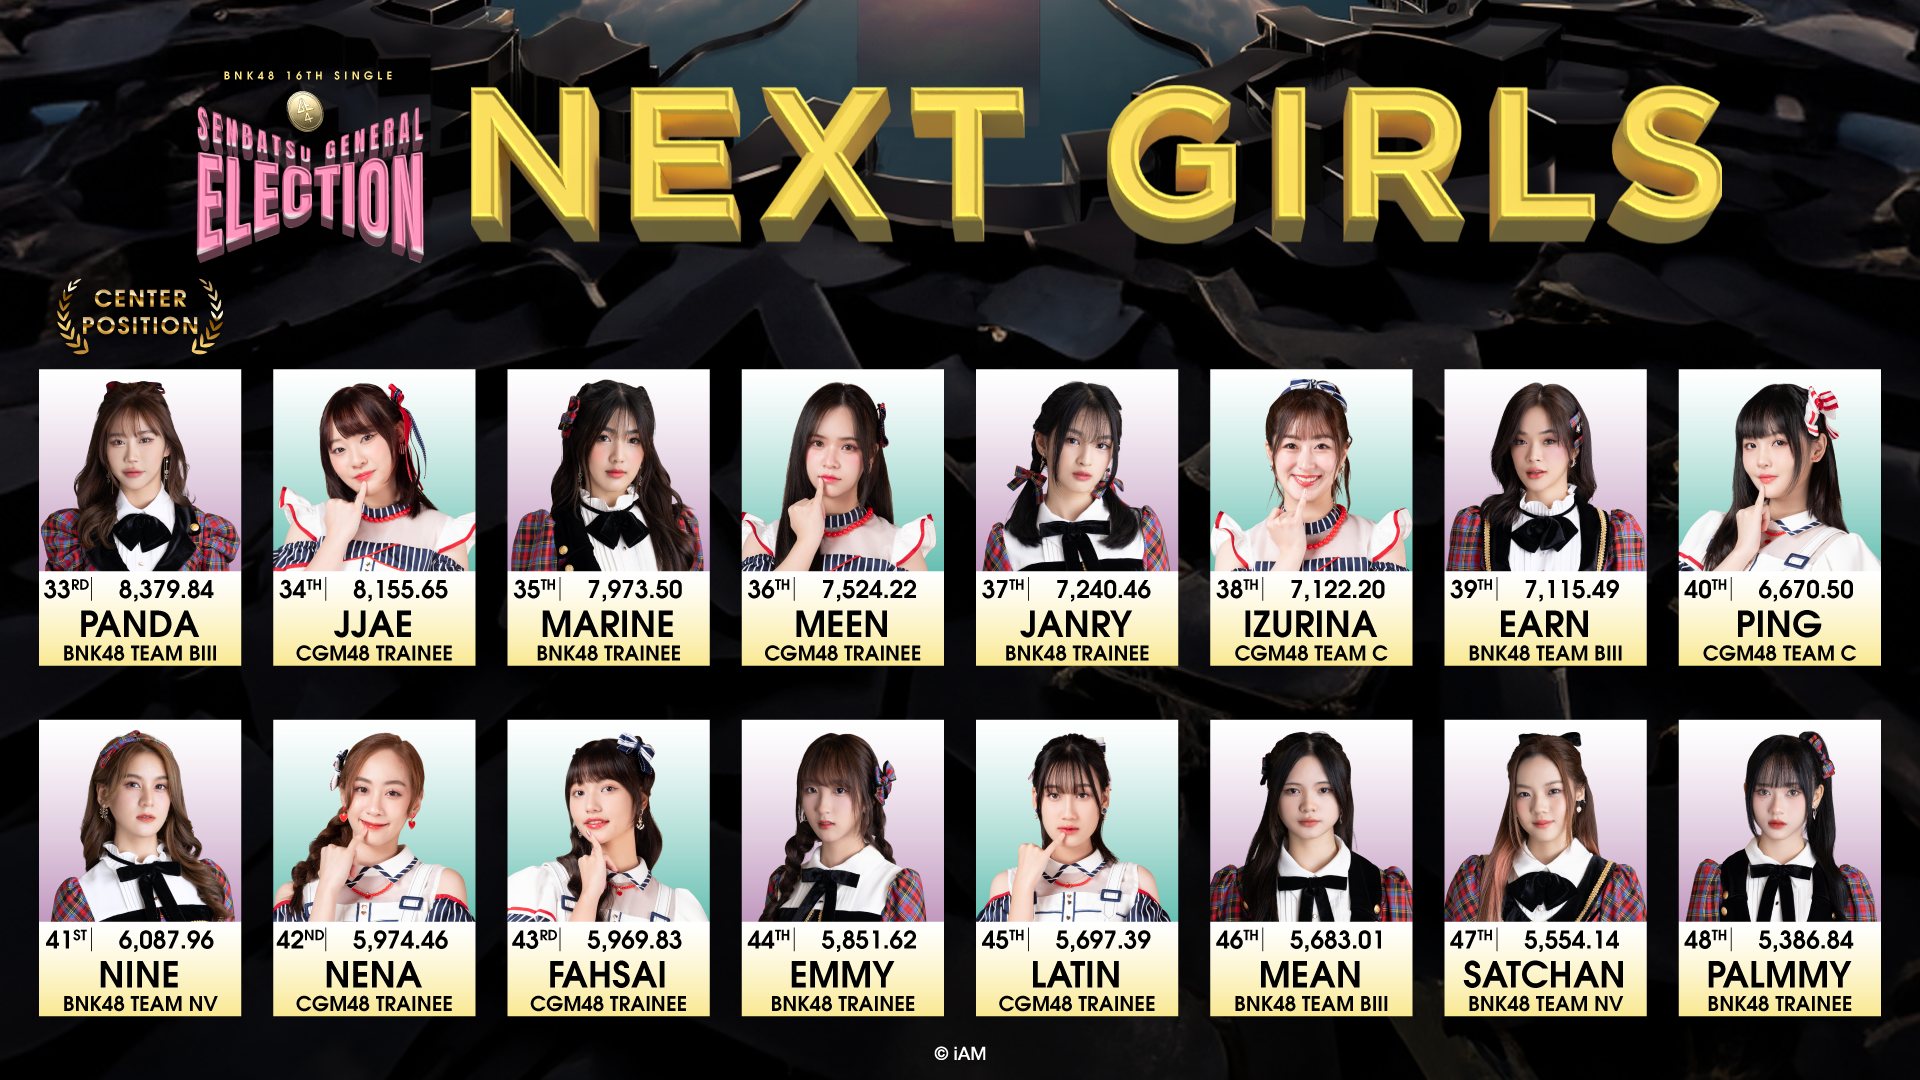 BNK48 16TH SINGLE
SENBATSU GENERAL
ELECTION
NEXT GIRLS
CENTER
POSITION
33RD 8,379.84
PANDA
BNK48 TEAM BIII
34TH 8,155.65
JJAE
CGM48 TRAINEE
35TH 7,973.50
MARINE
BNK48 TRAINEE
36TH 7,524.22
MEEN
CGM48 TRAINEE
37TH 7,240.46
JANRY
BNK48 TRAINEE
38TH 7,122.20
IZURINA
CGM48 TEAM C
39TH 7,115.49
EARN
BNK48 TEAM BIII
40TH 6,670.50
PING
CGM48 TEAM C
41ST 6,087.96
NINE
BNK48 TEAM NV
42ND 5,974.46
NENA
CGM48 TRAINEE
43RD 5,969.83
FAHSAI
CGM48 TRAINEE
44TH 5,851.62
EMMY
BNK48 TRAINEE
45TH 5,697.39
LATIN
CGM48 TRAINEE
46TH 5,683.01
MEAN
BNK48 TEAM BIII
47TH 5,554.14
SATCHAN
BNK48 TEAM NV
48TH 5,386.84
PALMMY
BNK48 TRAINEE
© iAM